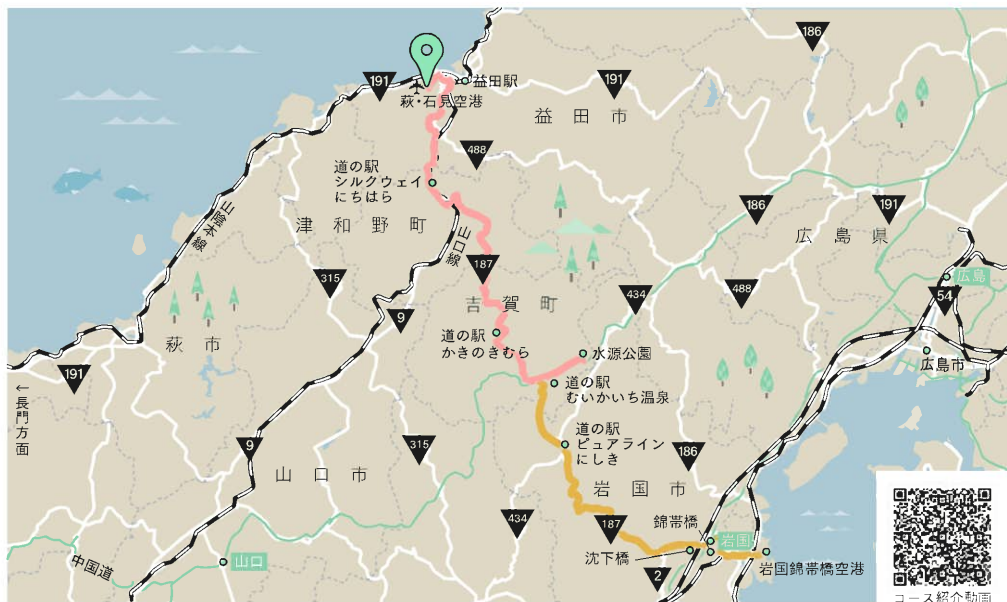 186
191
益田駅
191
萩・石見空港
益田市
488
道の駅
シルクウェイ
にちはら
山陰本線
津和野町
山口線
186
191
広島県
187
315
吉賀町
434
488
広島
54
9
道の駅
かきのきむら
水源公園
萩市
広島市
191
道の駅
むいかいち温泉
←長門方面
道の駅
ピュアライン
にしき
9
315
186
山口市
岩国市
434
187
錦帯橋
岩国
沈下橋
岩国錦帯橋空港
中国道
山口
2
コース紹介動画